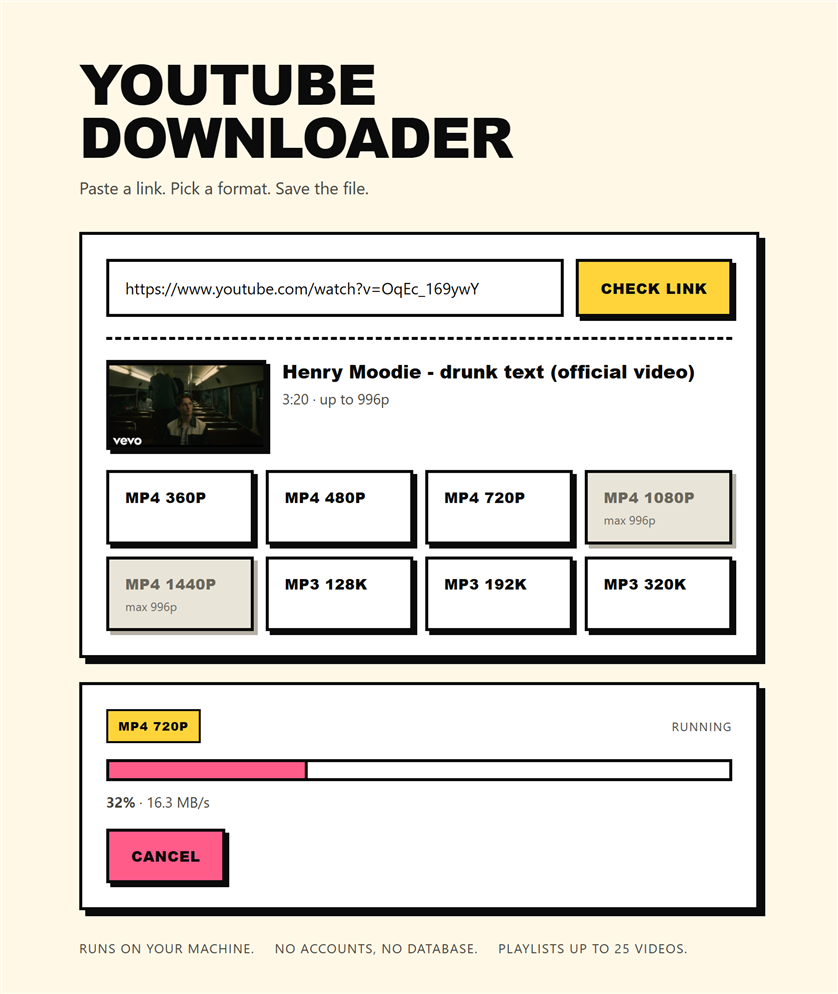 YOUTUBE
DOWNLOADER
Paste a link. Pick a format. Save the file.
https://www.youtube.com/watch?v=OqEc_169ywY
CHECK LINK
vevo
Henry Moodie - drunk text (official video)
3:20 · up to 996p
MP4 360P
MP4 480P
MP4 720P
MP4 1080P
max 996p
MP4 1440P
max 996p
MP3 128K
MP3 192K
MP3 320K
MP4 720P
RUNNING
32% · 16.3 MB/s
CANCEL
RUNS ON YOUR MACHINE. NO ACCOUNTS, NO DATABASE. PLAYLISTS UP TO 25 VIDEOS.